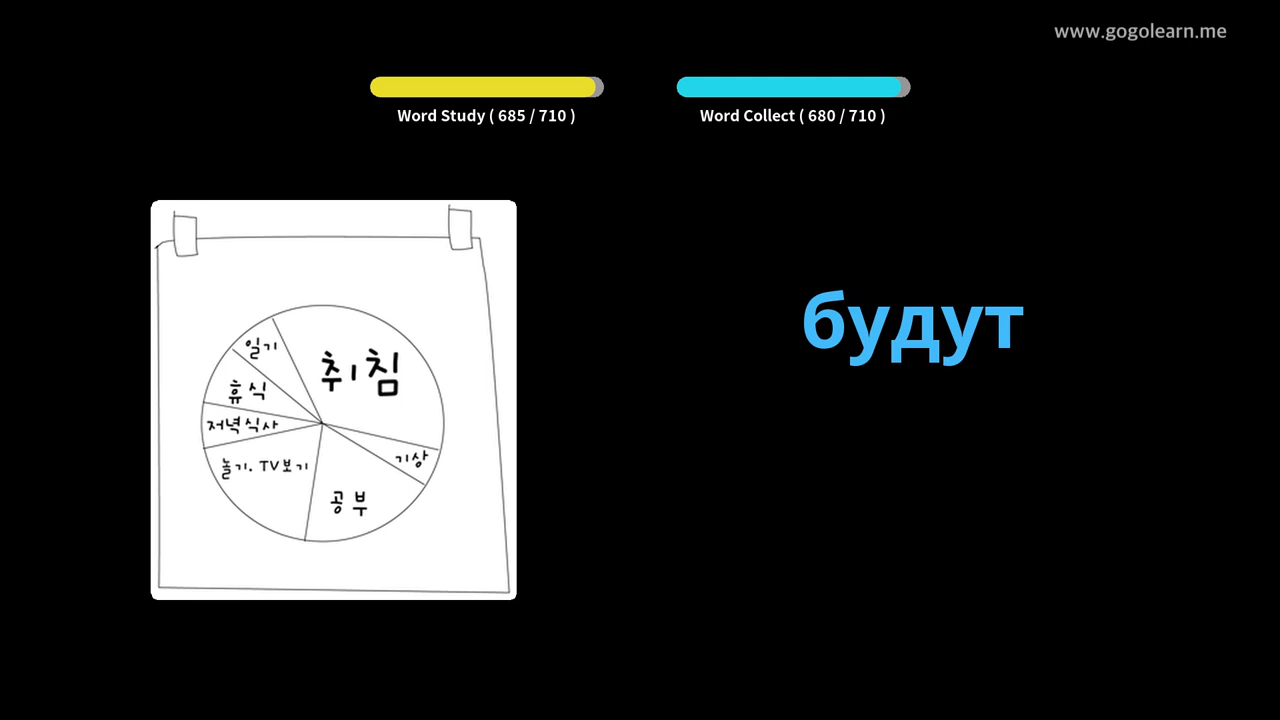 www.gogolearn.me
Word Study ( 685 / 710 )
Word Collect ( 680 / 710 )
일기
취침
휴식
저녁식사
놀기. TV보기
기상
공부
будут